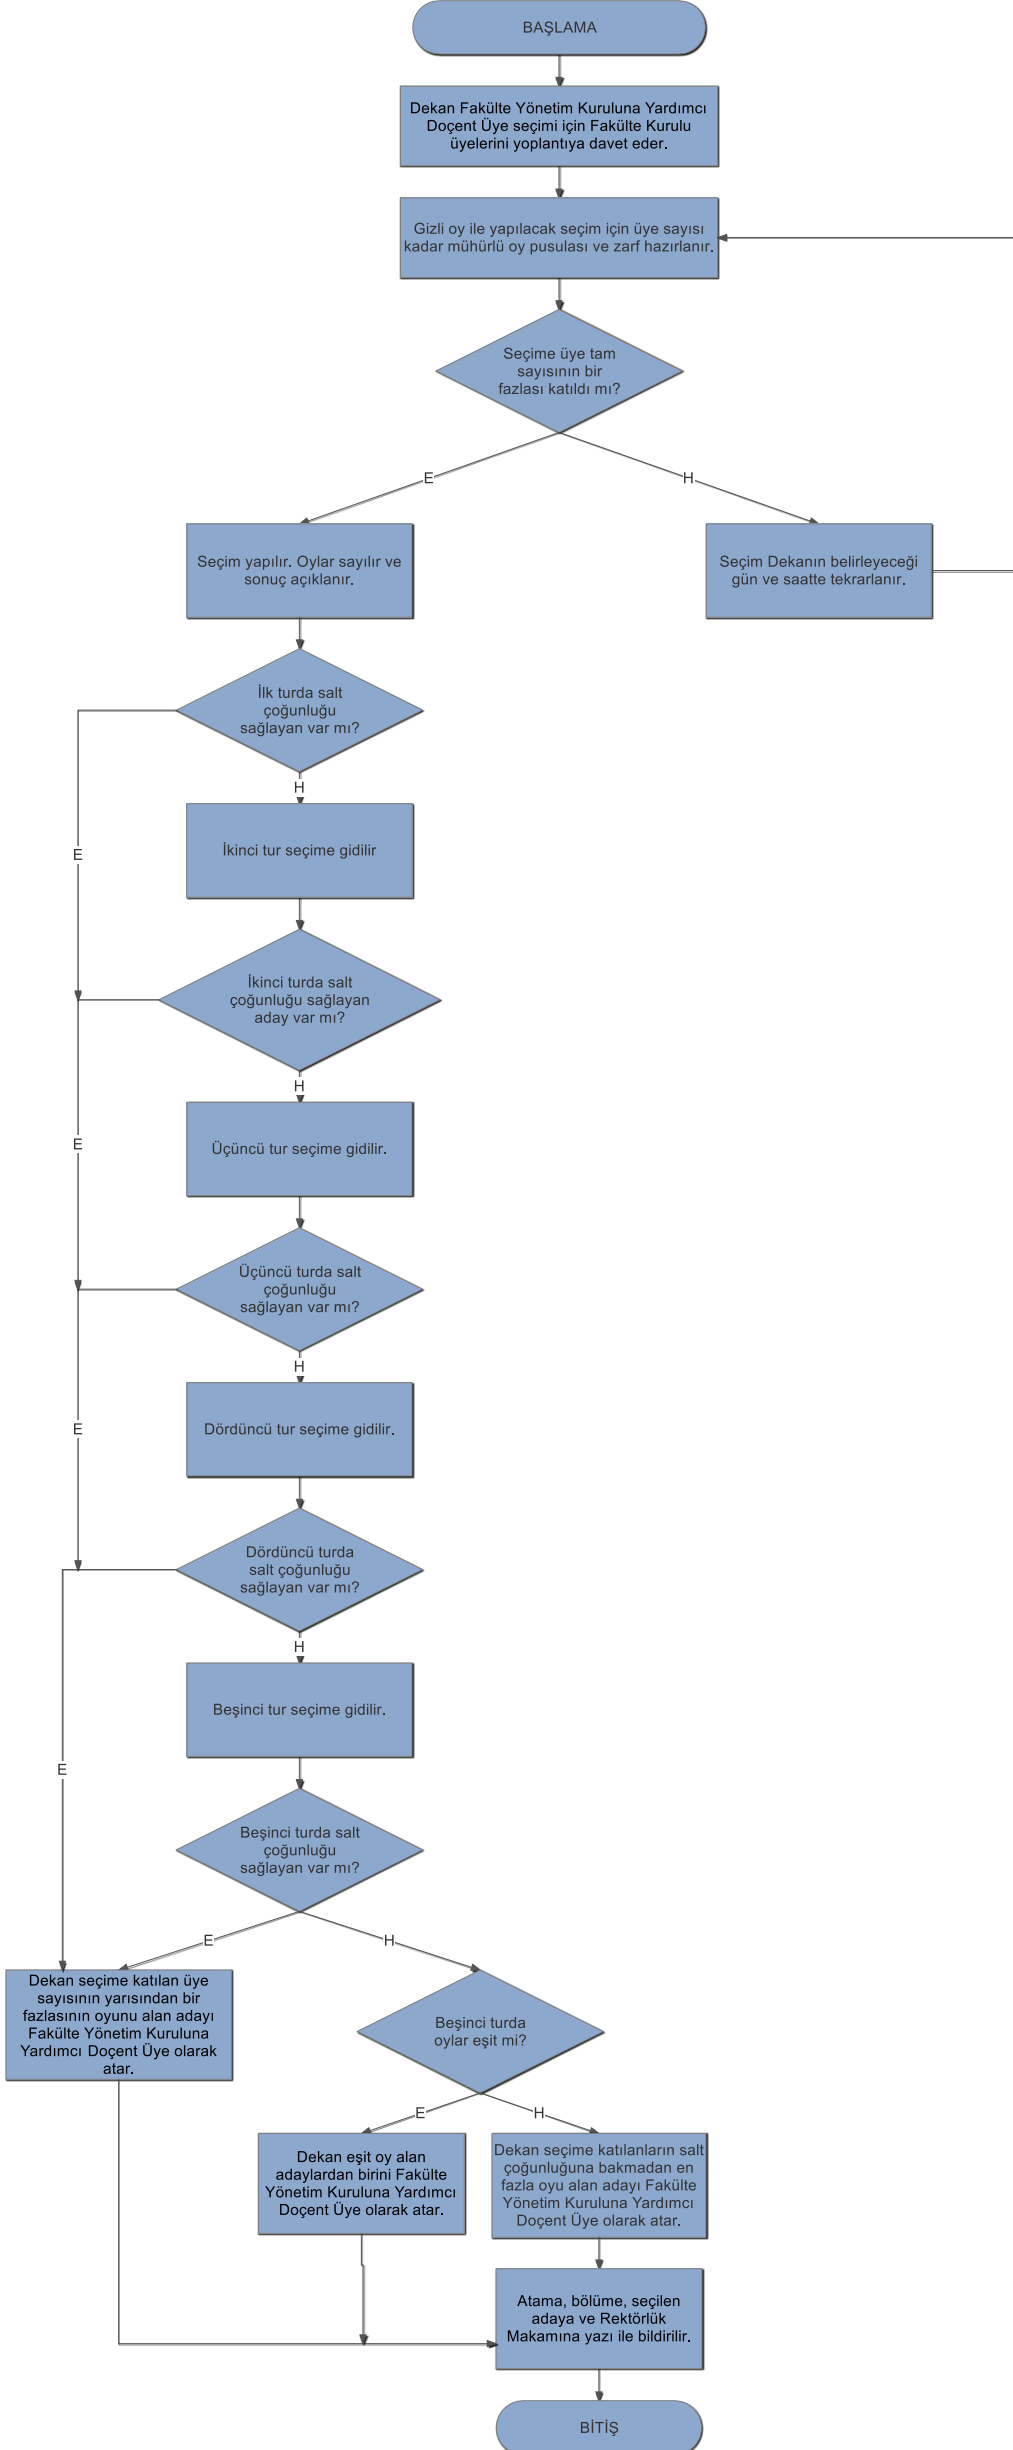 BAŞLAMA
Dekan Fakülte Yönetim Kuruluna Yardımcı
Doçent Üye seçimi için Fakülte Kurulu
üyelerini yoplantıya davet eder.
Gizli oy ile yapılacak seçim için üye sayısı
kadar mühürlü oy pusulası ve zarf hazırlanır.
Seçime üye tam
sayısının bir
fazlası katıldı mı?
E
H
Seçim yapılır. Oylar sayılır ve
sonuç açıklanır.
Seçim Dekanın belirleyeceği
gün ve saatte tekrarlanır.
İlk turda salt
çoğunluğu
sağlayan var mı?
H
E
İkinci tur seçime gidilir
İkinci turda salt
çoğunluğu sağlayan
aday var mı?
H
E
Üçüncü tur seçime gidilir.
Üçüncü turda salt
çoğunluğu
sağlayan var mı?
H
E
Dördüncü tur seçime gidilir.
Dördüncü turda
salt çoğunluğu
sağlayan var mı?
H
E
Beşinci tur seçime gidilir.
Beşinci turda salt
çoğunluğu
sağlayan var mı?
E
H
Dekan seçime katılan üye
sayısının yarısından bir
fazlasının oyunu alan adayı
Fakülte Yönetim Kuruluna
Yardımcı Doçent Üye olarak
atar.
Beşinci turda
oylar eşit mi?
E
H
Dekan eşit oy alan
adaylardan birini Fakülte
Yönetim Kuruluna Yardımcı
Doçent Üye olarak atar.
Dekan seçime katılanların salt
çoğunluğuna bakmadan en
fazla oyu alan adayı Fakülte
Yönetim Kuruluna Yardımcı
Doçent Üye olarak atar.
Atama, bölüme, seçilen
adaya ve Rektörlük
Makamına yazı ile bildirilir.
BİTİŞ